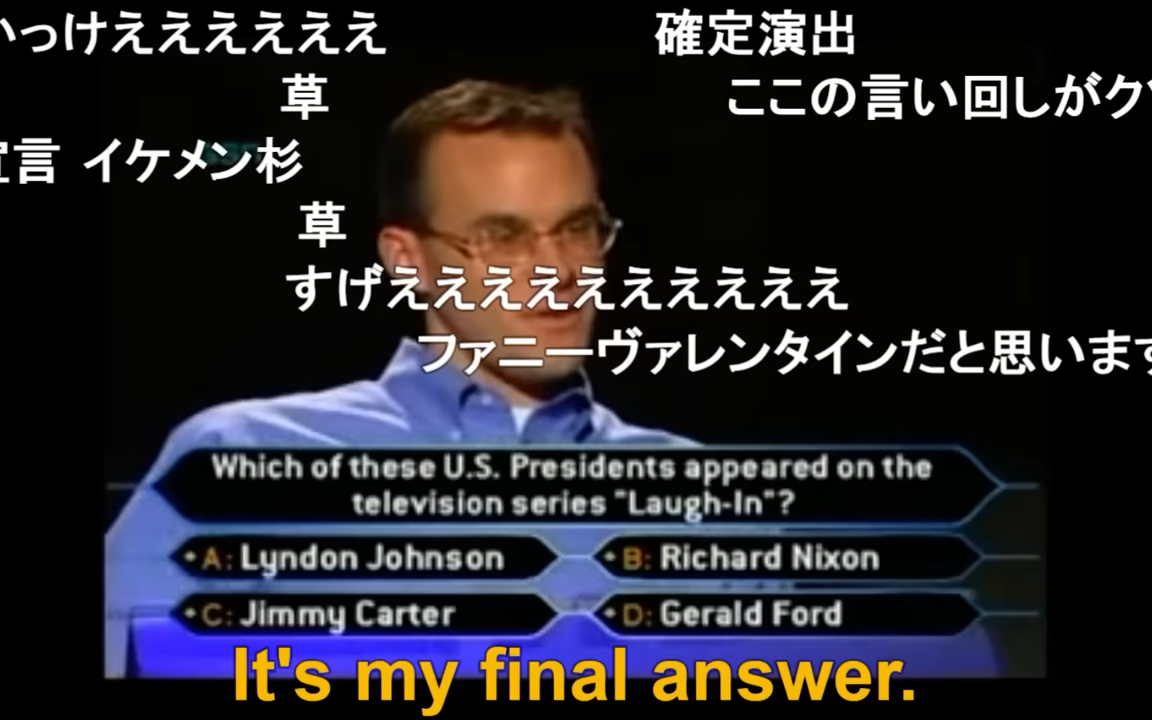 かっけえええええええ
確定演出
草
ここの言い回しがク
宣言 イケメン杉
草
すげええええええええええ
ファニーヴァレンタインだと思います
Which of these U.S. Presidents appeared on the
television series "Laugh-In"?
A: Lyndon Johnson
B: Richard Nixon
C: Jimmy Carter
D: Gerald Ford
It's my final answer.